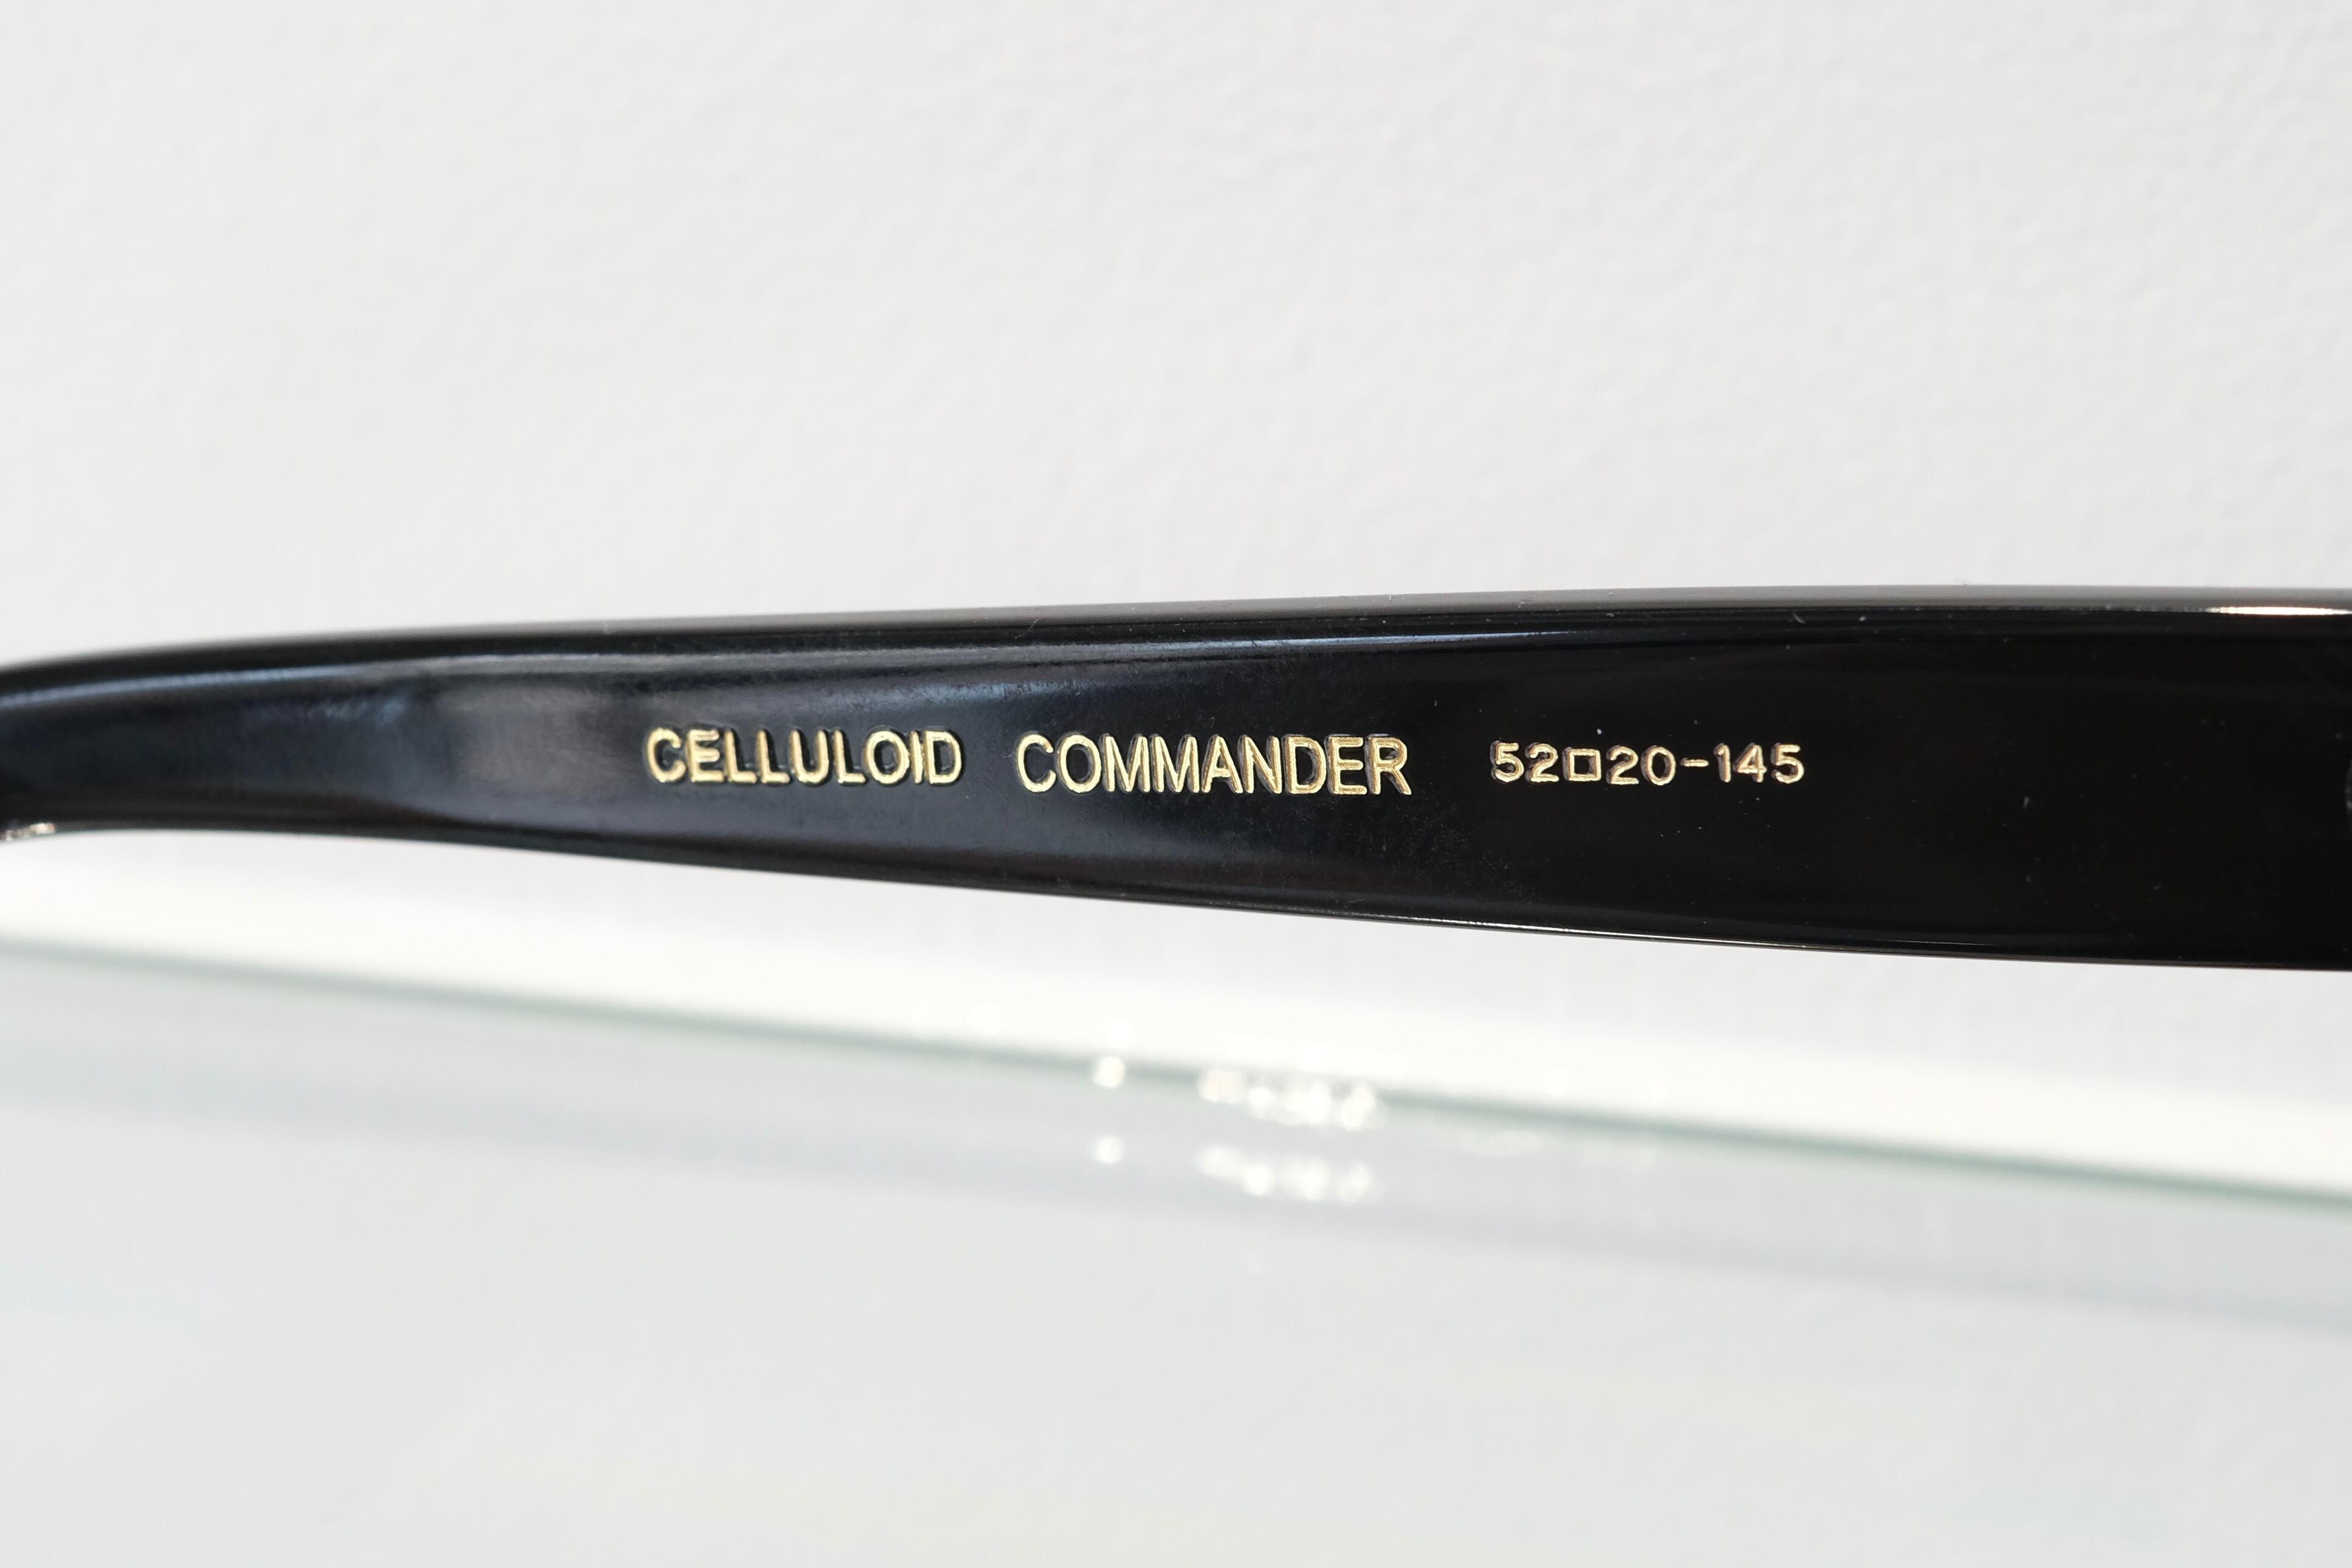 CELLULOID COMMANDER 52□20-145